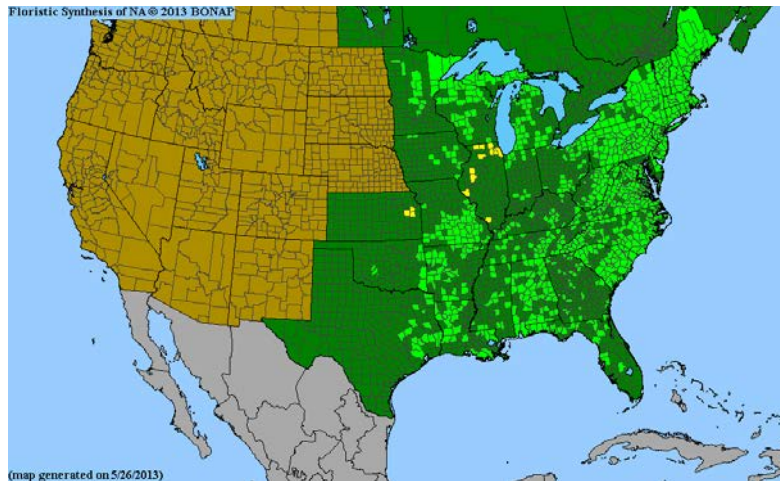 Floristic Synthesis of NA © 2013 BONAP
(map generated on 5/26/2013)